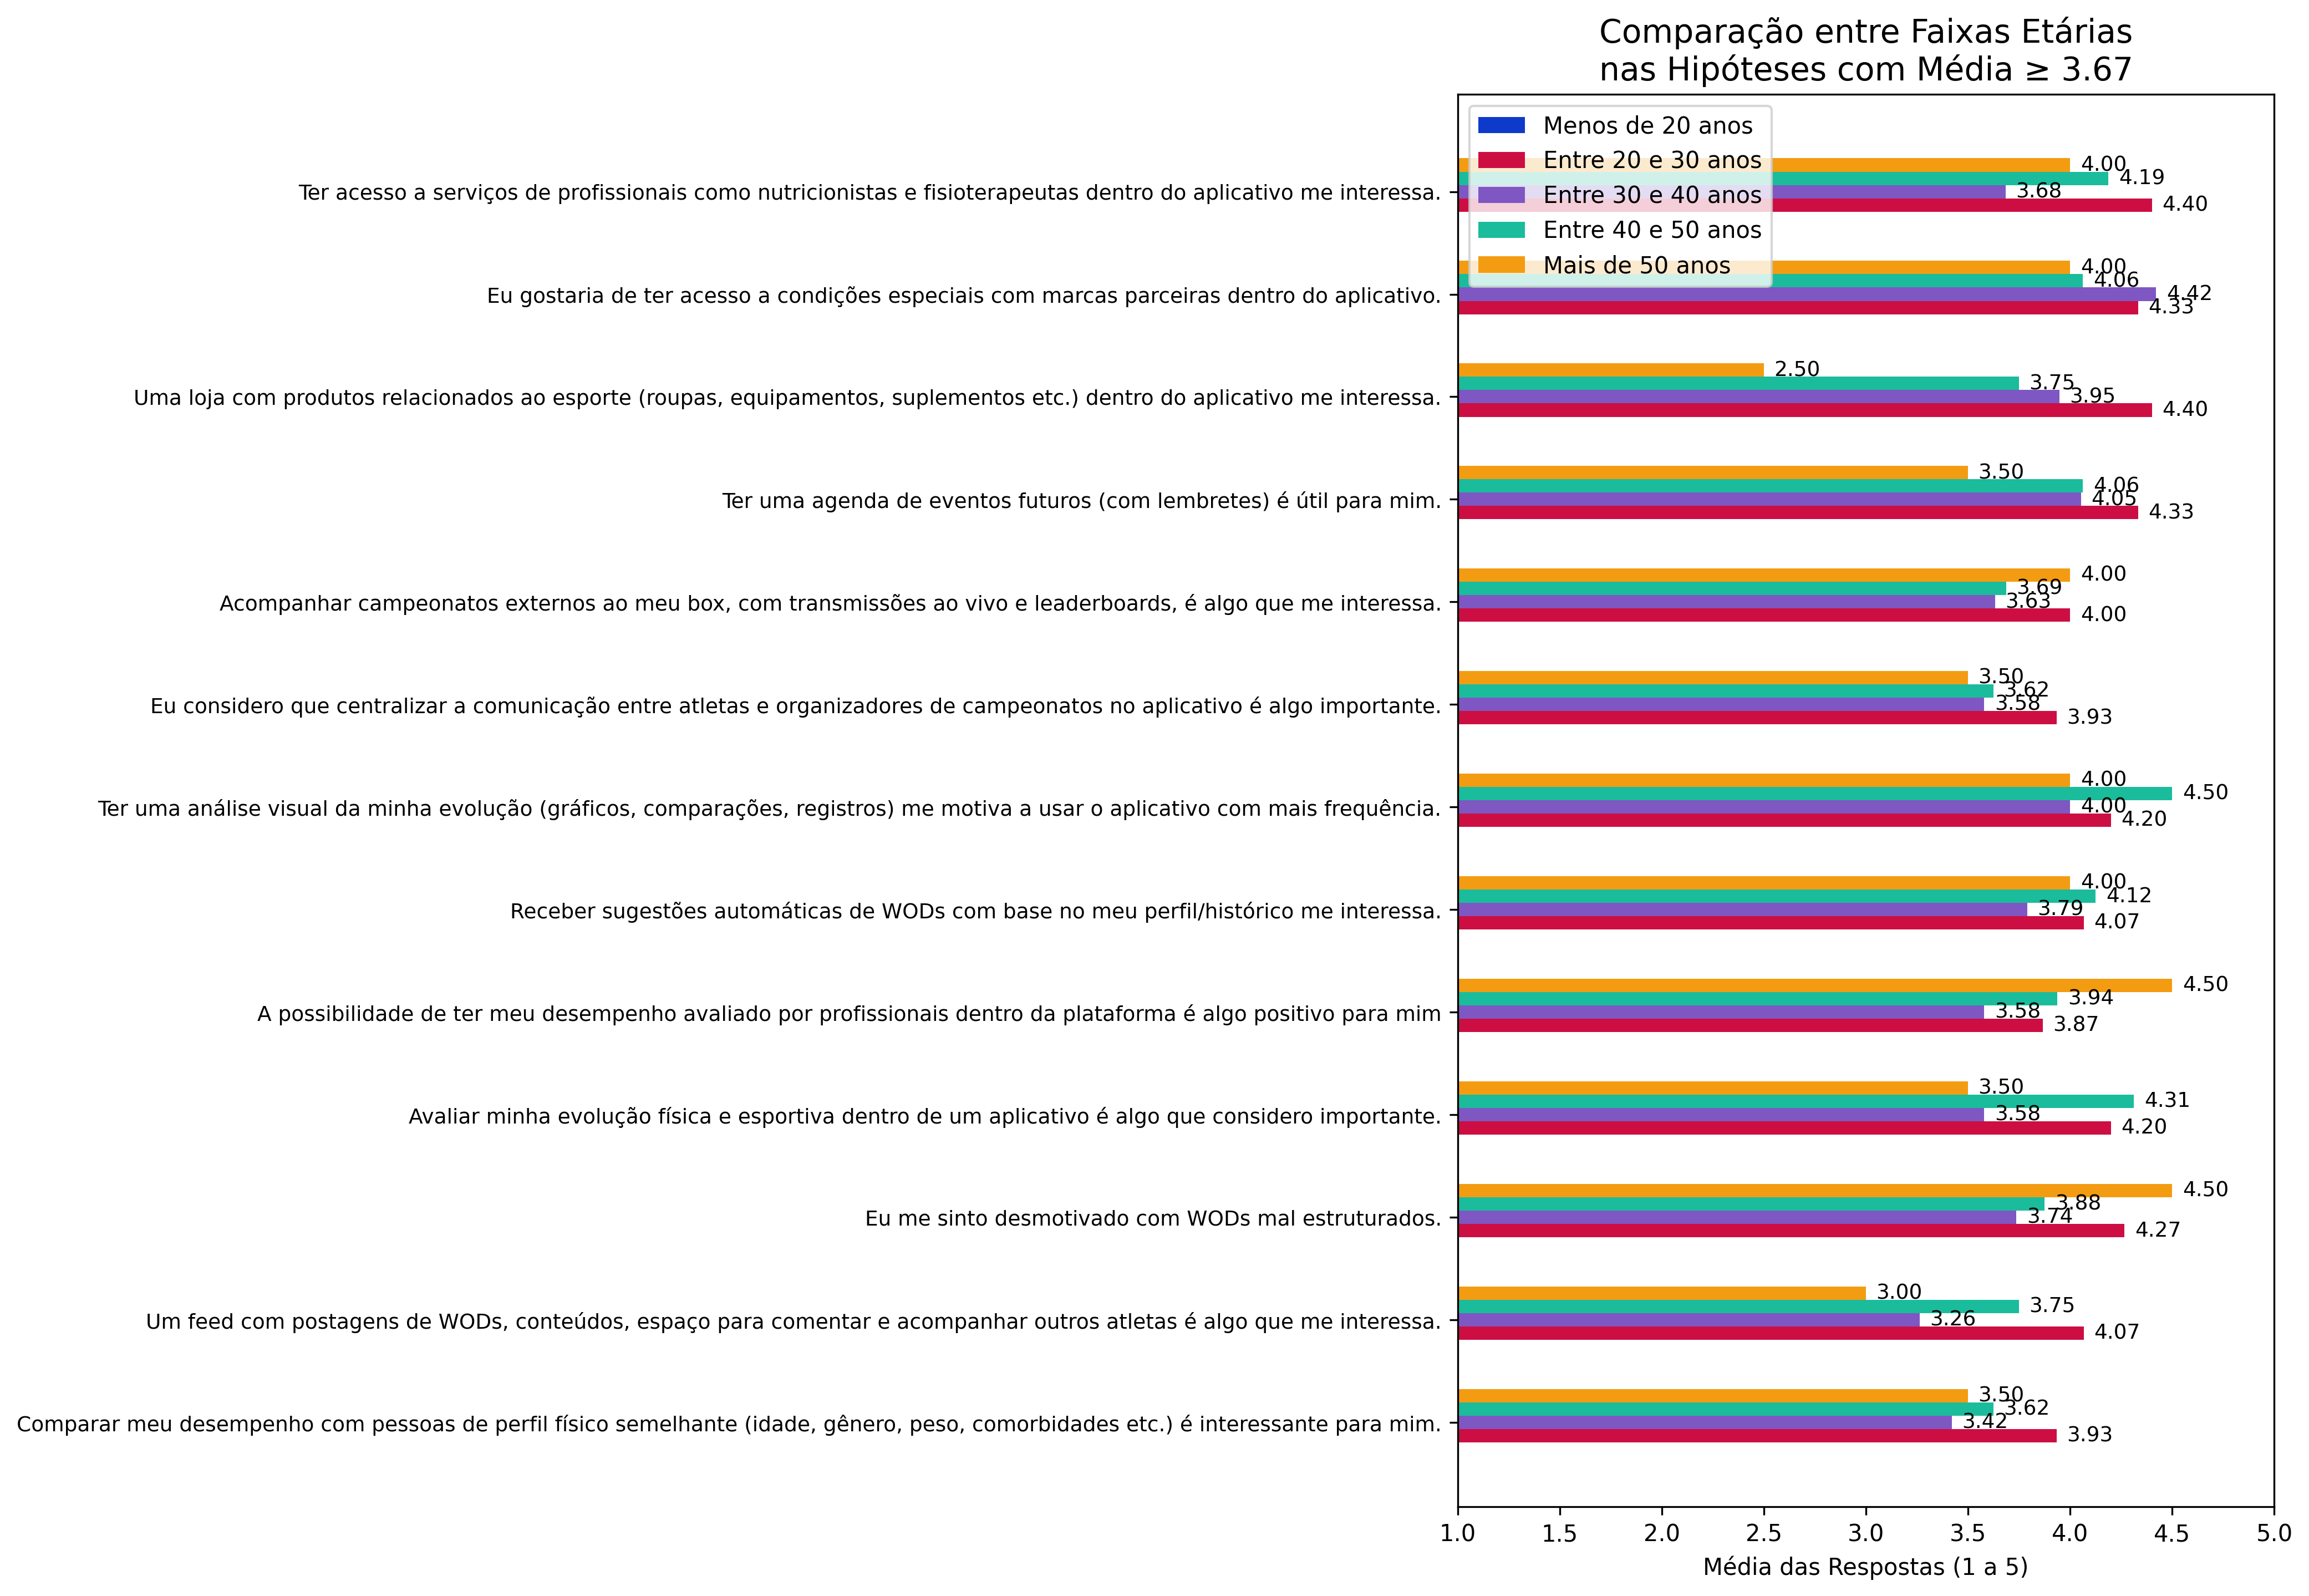 Comparação entre Faixas Etárias
nas Hipóteses com Média ≥ 3.67
Menos de 20 anos
Entre 20 e 30 anos
Entre 30 e 40 anos
Entre 40 e 50 anos
Mais de 50 anos
Ter acesso a serviços de profissionais como nutricionistas e fisioterapeutas dentro do aplicativo me interessa.
4.00
4.19
3.68
4.40
Eu gostaria de ter acesso a condições especiais com marcas parceiras dentro do aplicativo.
4.00
4.06
4.42
4.33
Uma loja com produtos relacionados ao esporte (roupas, equipamentos, suplementos etc.) dentro do aplicativo me interessa.
2.50
3.75
3.95
4.40
Ter uma agenda de eventos futuros (com lembretes) é útil para mim.
3.50
4.06
4.05
4.33
Acompanhar campeonatos externos ao meu box, com transmissões ao vivo e leaderboards, é algo que me interessa.
4.00
3.69
3.63
4.00
Eu considero que centralizar a comunicação entre atletas e organizadores de campeonatos no aplicativo é algo importante.
3.50
3.62
3.58
3.93
Ter uma análise visual da minha evolução (gráficos, comparações, registros) me motiva a usar o aplicativo com mais frequência.
4.00
4.50
4.00
4.20
Receber sugestões automáticas de WODs com base no meu perfil/histórico me interessa.
4.00
4.12
3.79
4.07
A possibilidade de ter meu desempenho avaliado por profissionais dentro da plataforma é algo positivo para mim
4.50
3.94
3.58
3.87
Avaliar minha evolução física e esportiva dentro de um aplicativo é algo que considero importante.
3.50
4.31
3.58
4.20
Eu me sinto desmotivado com WODs mal estruturados.
4.50
3.88
3.74
4.27
Um feed com postagens de WODs, conteúdos, espaço para comentar e acompanhar outros atletas é algo que me interessa.
3.00
3.75
3.26
4.07
Comparar meu desempenho com pessoas de perfil físico semelhante (idade, gênero, peso, comorbidades etc.) é interessante para mim.
3.50
3.62
3.42
3.93
1.0 1.5 2.0 2.5 3.0 3.5 4.0 4.5 5.0
Média das Respostas (1 a 5)